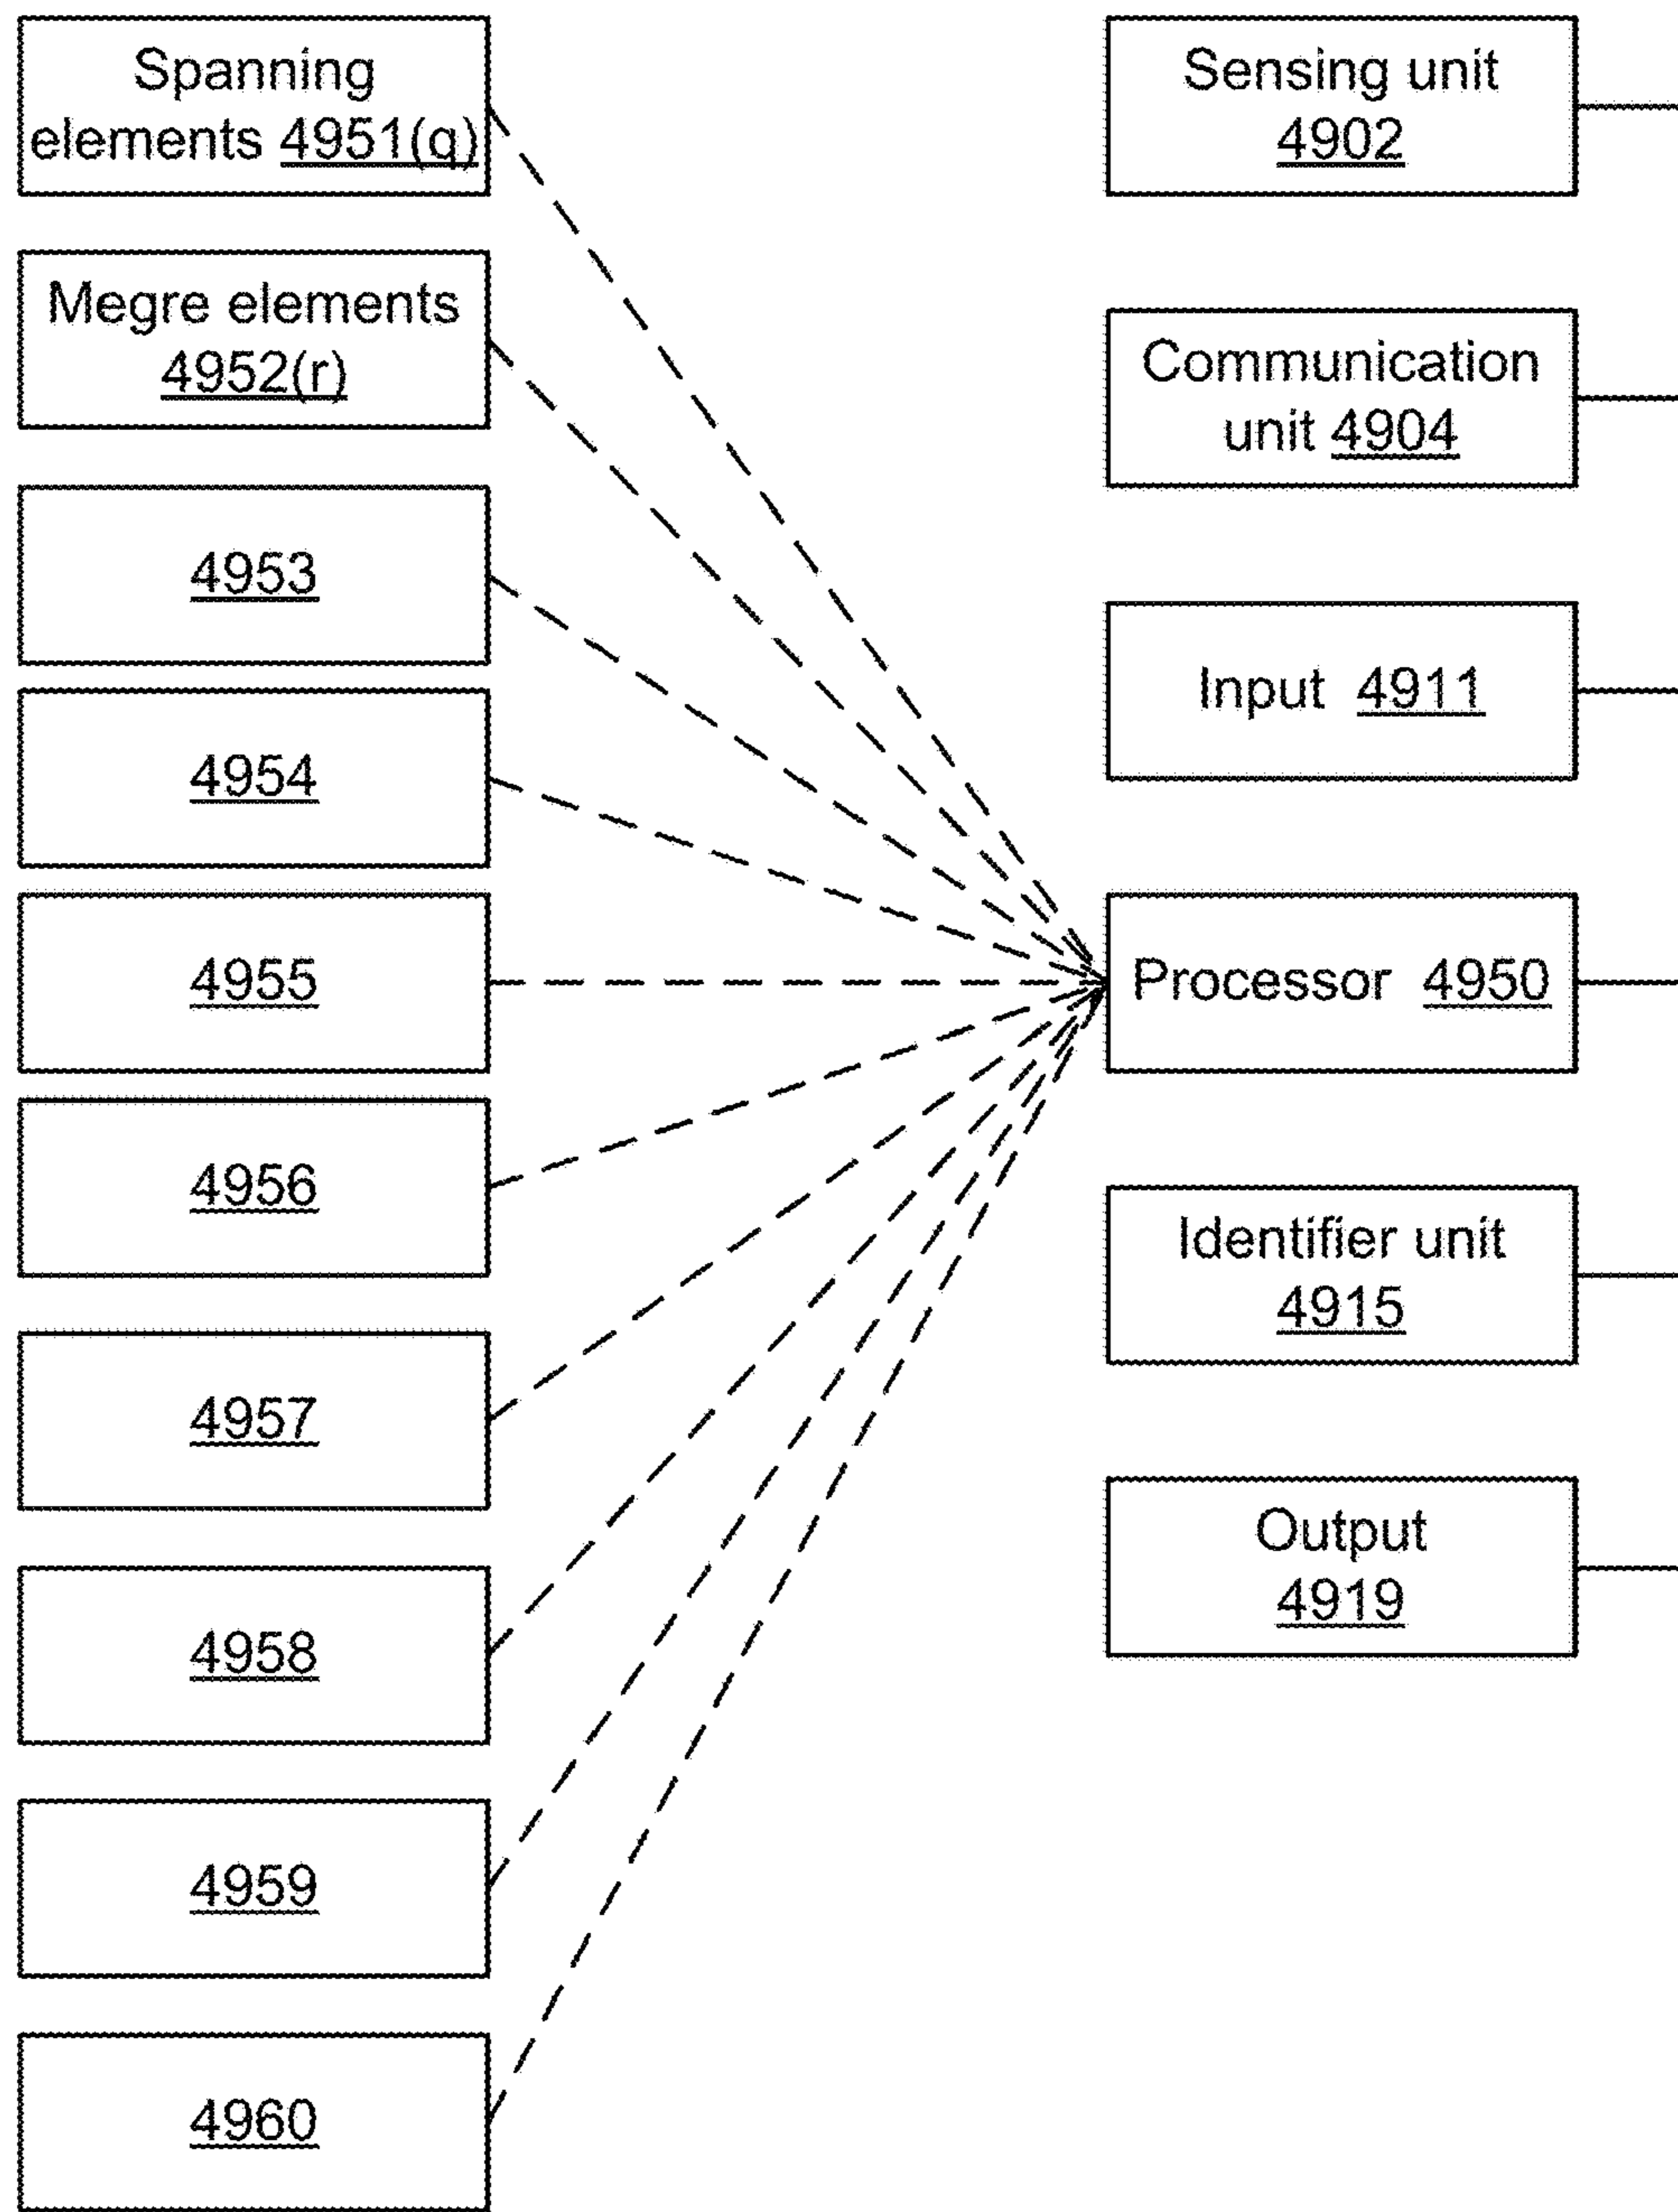 Spanning
elements 4951(q)
Megre elements
4952(r)
4953
4954
4955
4956
4957
4958
4959
4960
Sensing unit
4902
Communication
unit 4904
Input 4911
Processor 4950
Identifier unit
4915
Output
4919